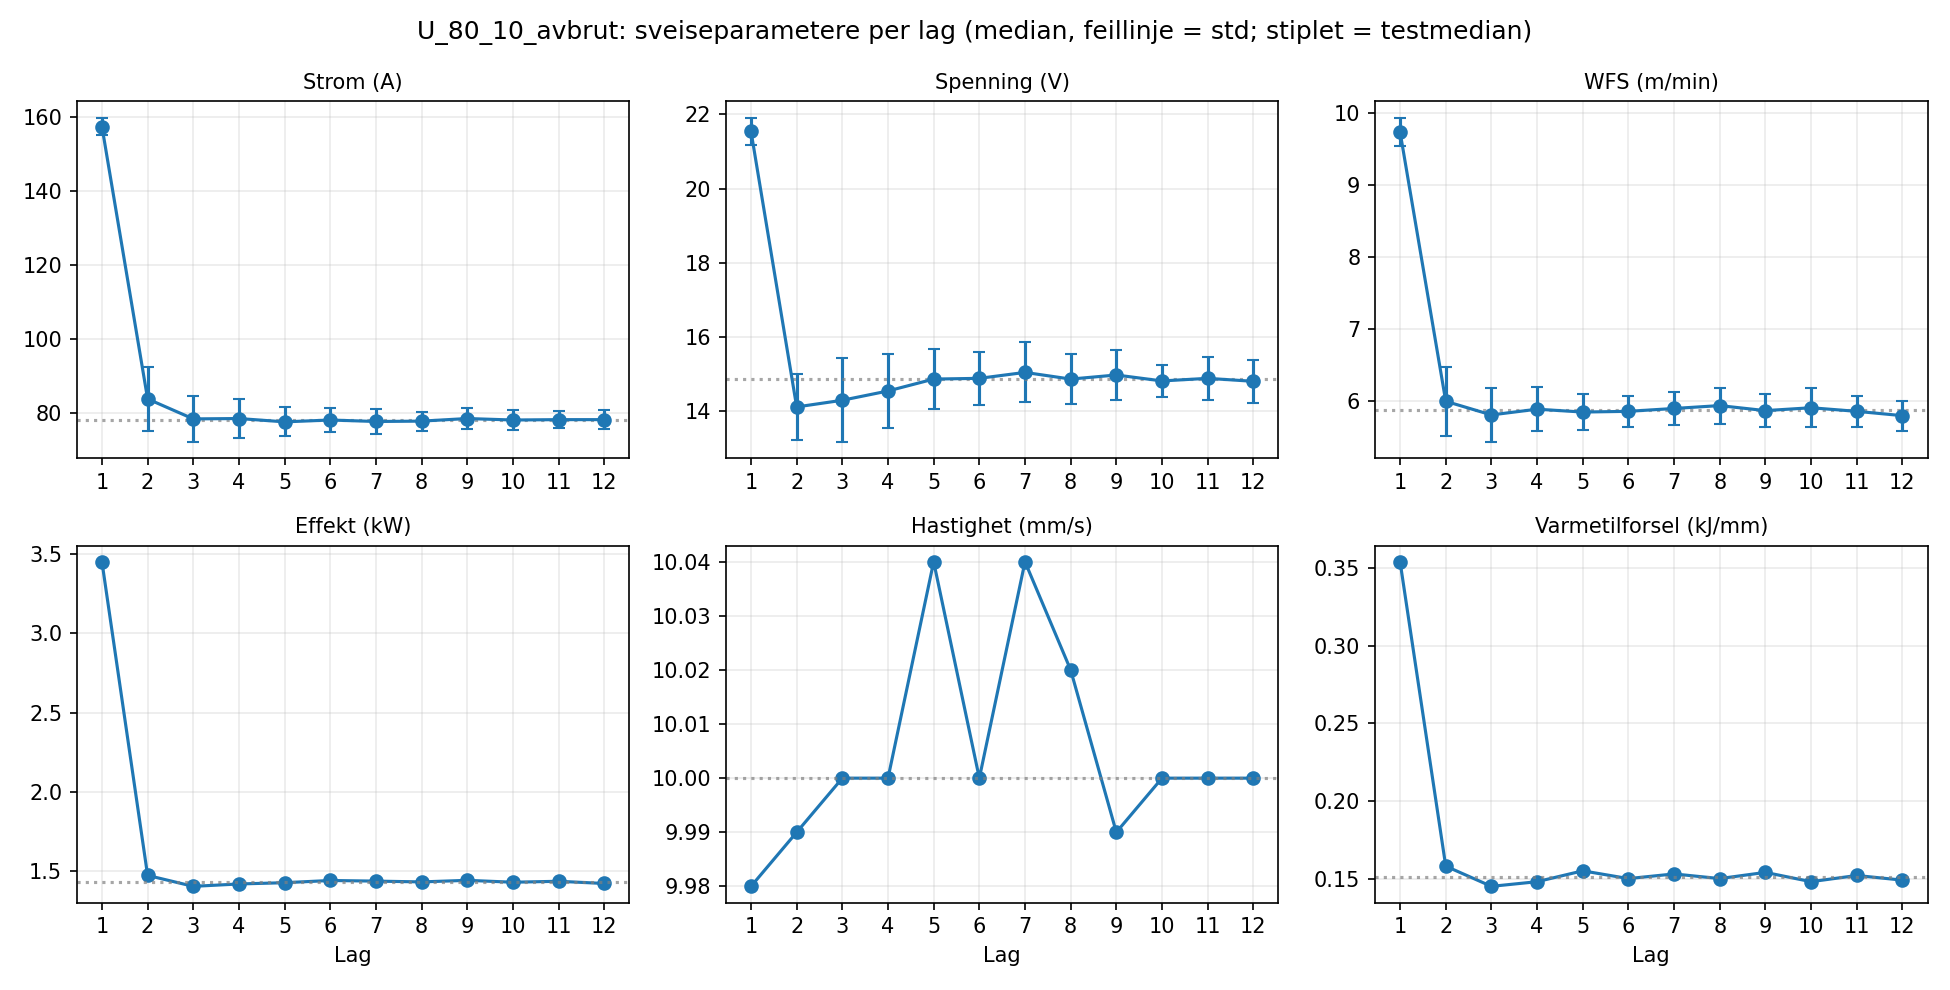 U_80_10_avbrut: sveiseparametere per lag (median, feillinje = std; stiplet = testmedian)
Strom (A)
160
140
120
100
80
1 2 3 4 5 6 7 8 9 10 11 12
Spenning (V)
22
20
18
16
14
1 2 3 4 5 6 7 8 9 10 11 12
WFS (m/min)
10
9
8
7
6
1 2 3 4 5 6 7 8 9 10 11 12
Effekt (kW)
3.5
3.0
2.5
2.0
1.5
1 2 3 4 5 6 7 8 9 10 11 12
Lag
Hastighet (mm/s)
10.04
10.03
10.02
10.01
10.00
9.99
9.98
1 2 3 4 5 6 7 8 9 10 11 12
Lag
Varmetilforsel (kJ/mm)
0.35
0.30
0.25
0.20
0.15
1 2 3 4 5 6 7 8 9 10 11 12
Lag